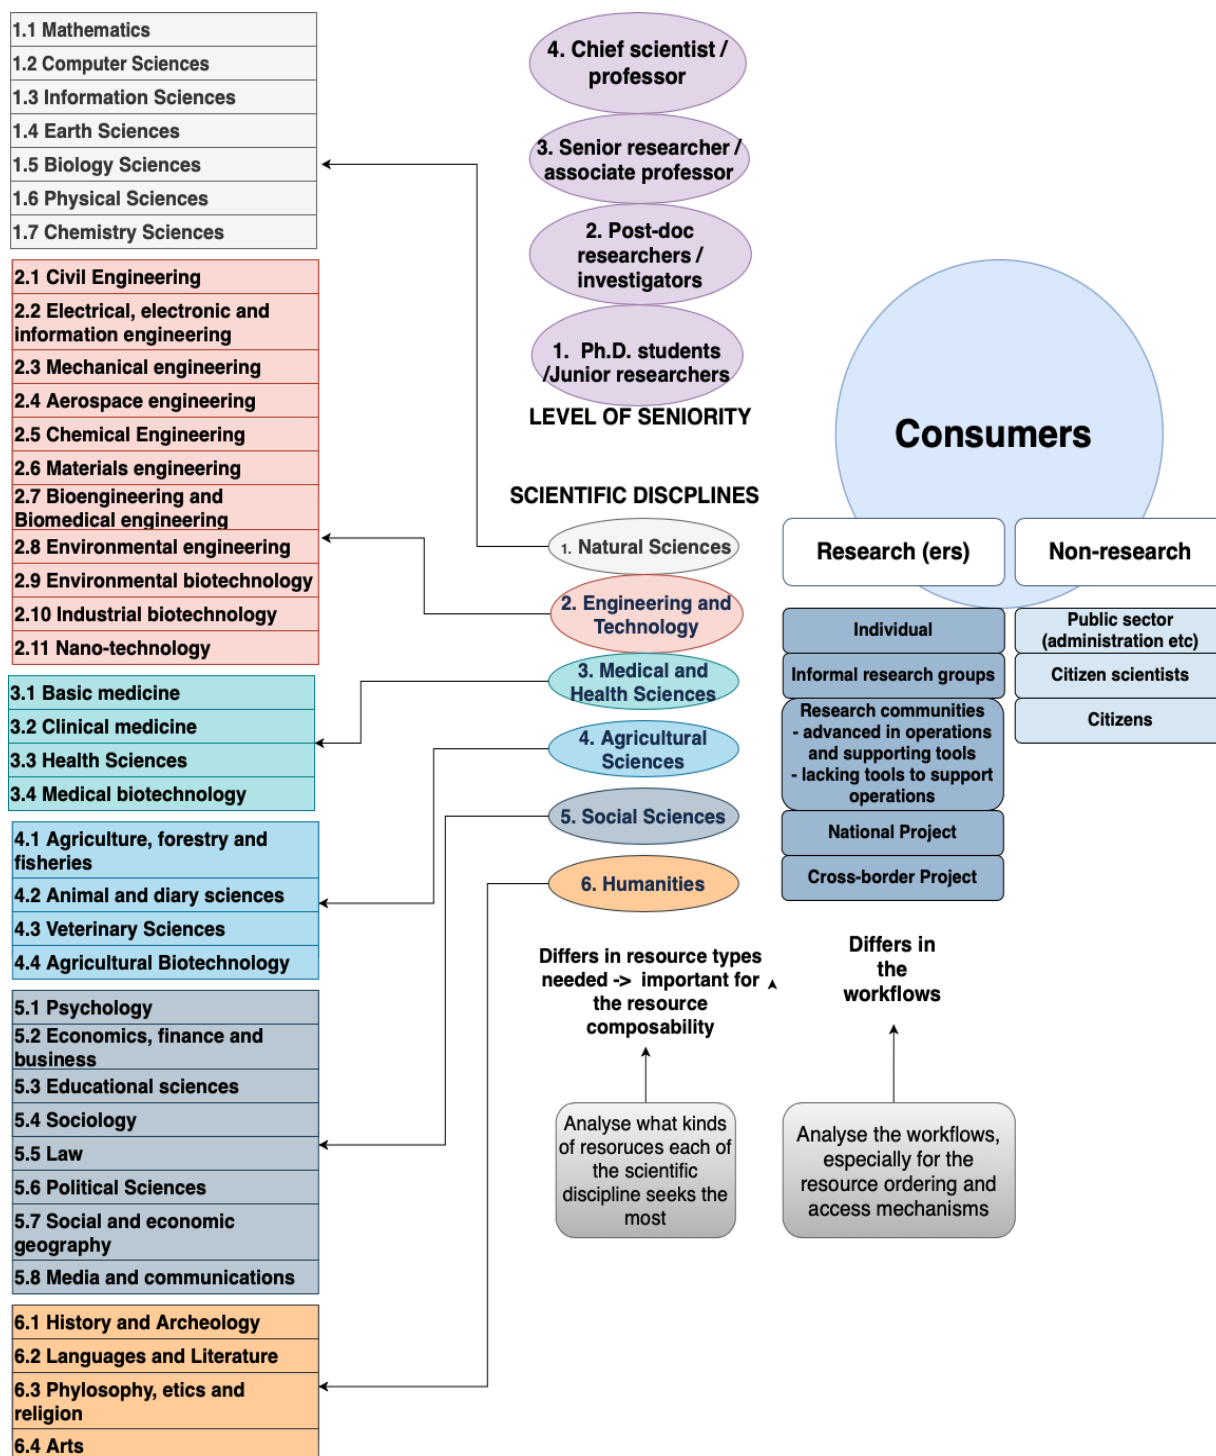 1.1 Mathematics
1.2 Computer Sciences
1.3 Information Sciences
1.4 Earth Sciences
1.5 Biology Sciences
1.6 Physical Sciences
1.7 Chemistry Sciences
2.1 Civil Engineering
2.2 Electrical, electronic and
information engineering
2.3 Mechanical engineering
2.4 Aerospace engineering
2.5 Chemical Engineering
2.6 Materials engineering
2.7 Bioengineering and
Biomedical engineering
2.8 Environmental engineering
2.9 Environmental biotechnology
2.10 Industrial biotechnology
2.11 Nano-technology
3.1 Basic medicine
3.2 Clinical medicine
3.3 Health Sciences
3.4 Medical biotechnology
4.1 Agriculture, forestry and
fisheries
4.2 Animal and diary sciences
4.3 Veterinary Sciences
4.4 Agricultural Biotechnology
5.1 Psychology
5.2 Economics, finance and
business
5.3 Educational sciences
5.4 Sociology
5.5 Law
5.6 Political Sciences
5.7 Social and economic
geography
5.8 Media and communications
6.1 History and Archeology
6.2 Languages and Literature
6.3 Phylosophy, etics and
religion
6.4 Arts
4. Chief scientist /
professor
3. Senior researcher /
associate professor
2. Post-doc
researchers /
investigators
1. Ph.D. students
/Junior researchers
LEVEL OF SENIORITY
SCIENTIFIC DISCPLINES
1. Natural Sciences
2. Engineering and
Technology
3. Medical and
Health Sciences
4. Agricultural
Sciences
5. Social Sciences
6. Humanities
Differs in resource types
needed -> important for
the resource
composability
Analyse what kinds
of resoruces each of
the scientific
discipline seeks the
most
Consumers
Research (ers)
Individual
Informal research groups
Research communities
- advanced in operations
and supporting tools
- lacking tools to support
operations
National Project
Cross-border Project
Non-research
Public sector
(administration etc)
Citizen scientists
Citizens
Differs in
the
workflows
Analyse the workflows,
especially for the
resource ordering and
access mechanisms